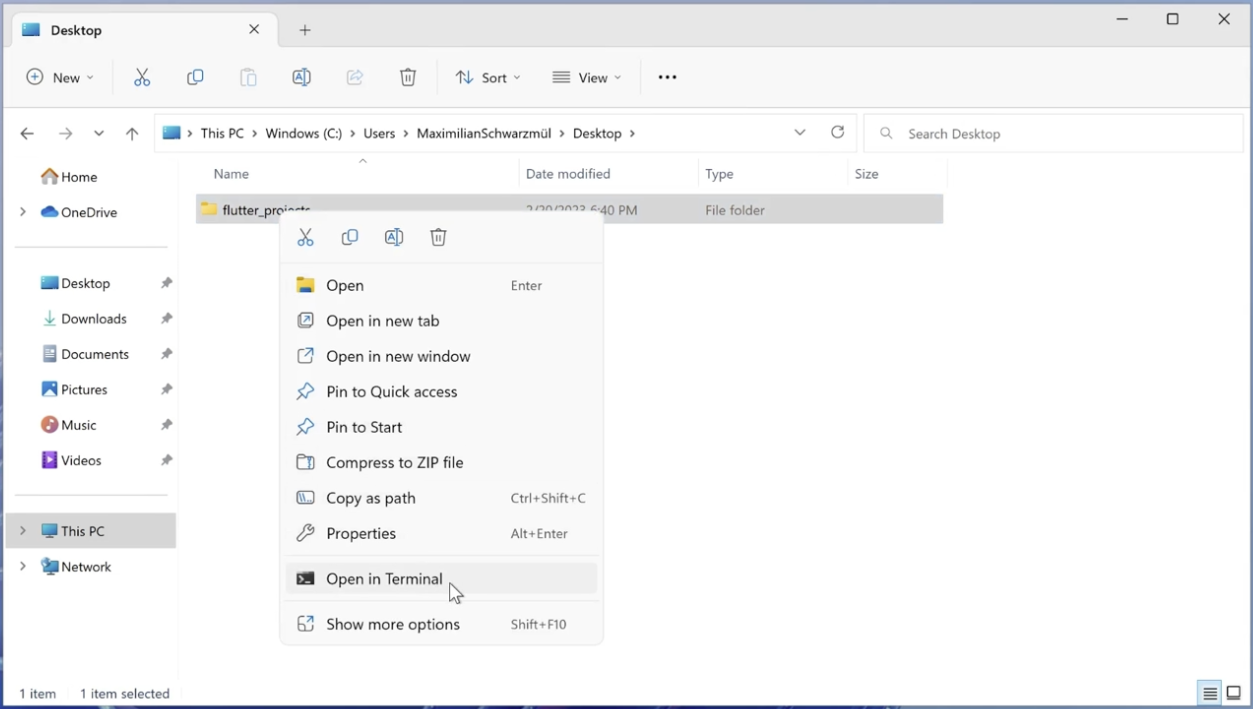 Desktop
New
Sort
View
This PC
Windows (C:)
Users
MaximilianSchwarzmül
Desktop
Search Desktop
Home
OneDrive
Desktop
Downloads
Documents
Pictures
Music
Videos
This PC
Network
Name
Date modified
Type
Size
flutter_projects
2/20/2023 6:40 PM
File folder
Open Enter
Open in new tab
Open in new window
Pin to Quick access
Pin to Start
Compress to ZIP file
Copy as path Ctrl+Shift+C
Properties Alt+Enter
Open in Terminal
Show more options Shift+F10
1 item 1 item selected